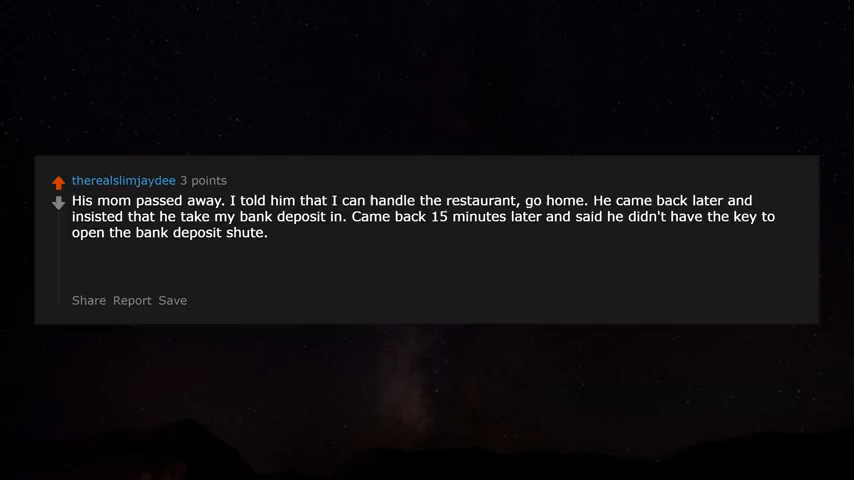 therealslimjaydee 3 points
His mom passed away. I told him that I can handle the restaurant, go home. He came back later and
insisted that he take my bank deposit in. Came back 15 minutes later and said he didn't have the key to
open the bank deposit shute.
Share Report Save